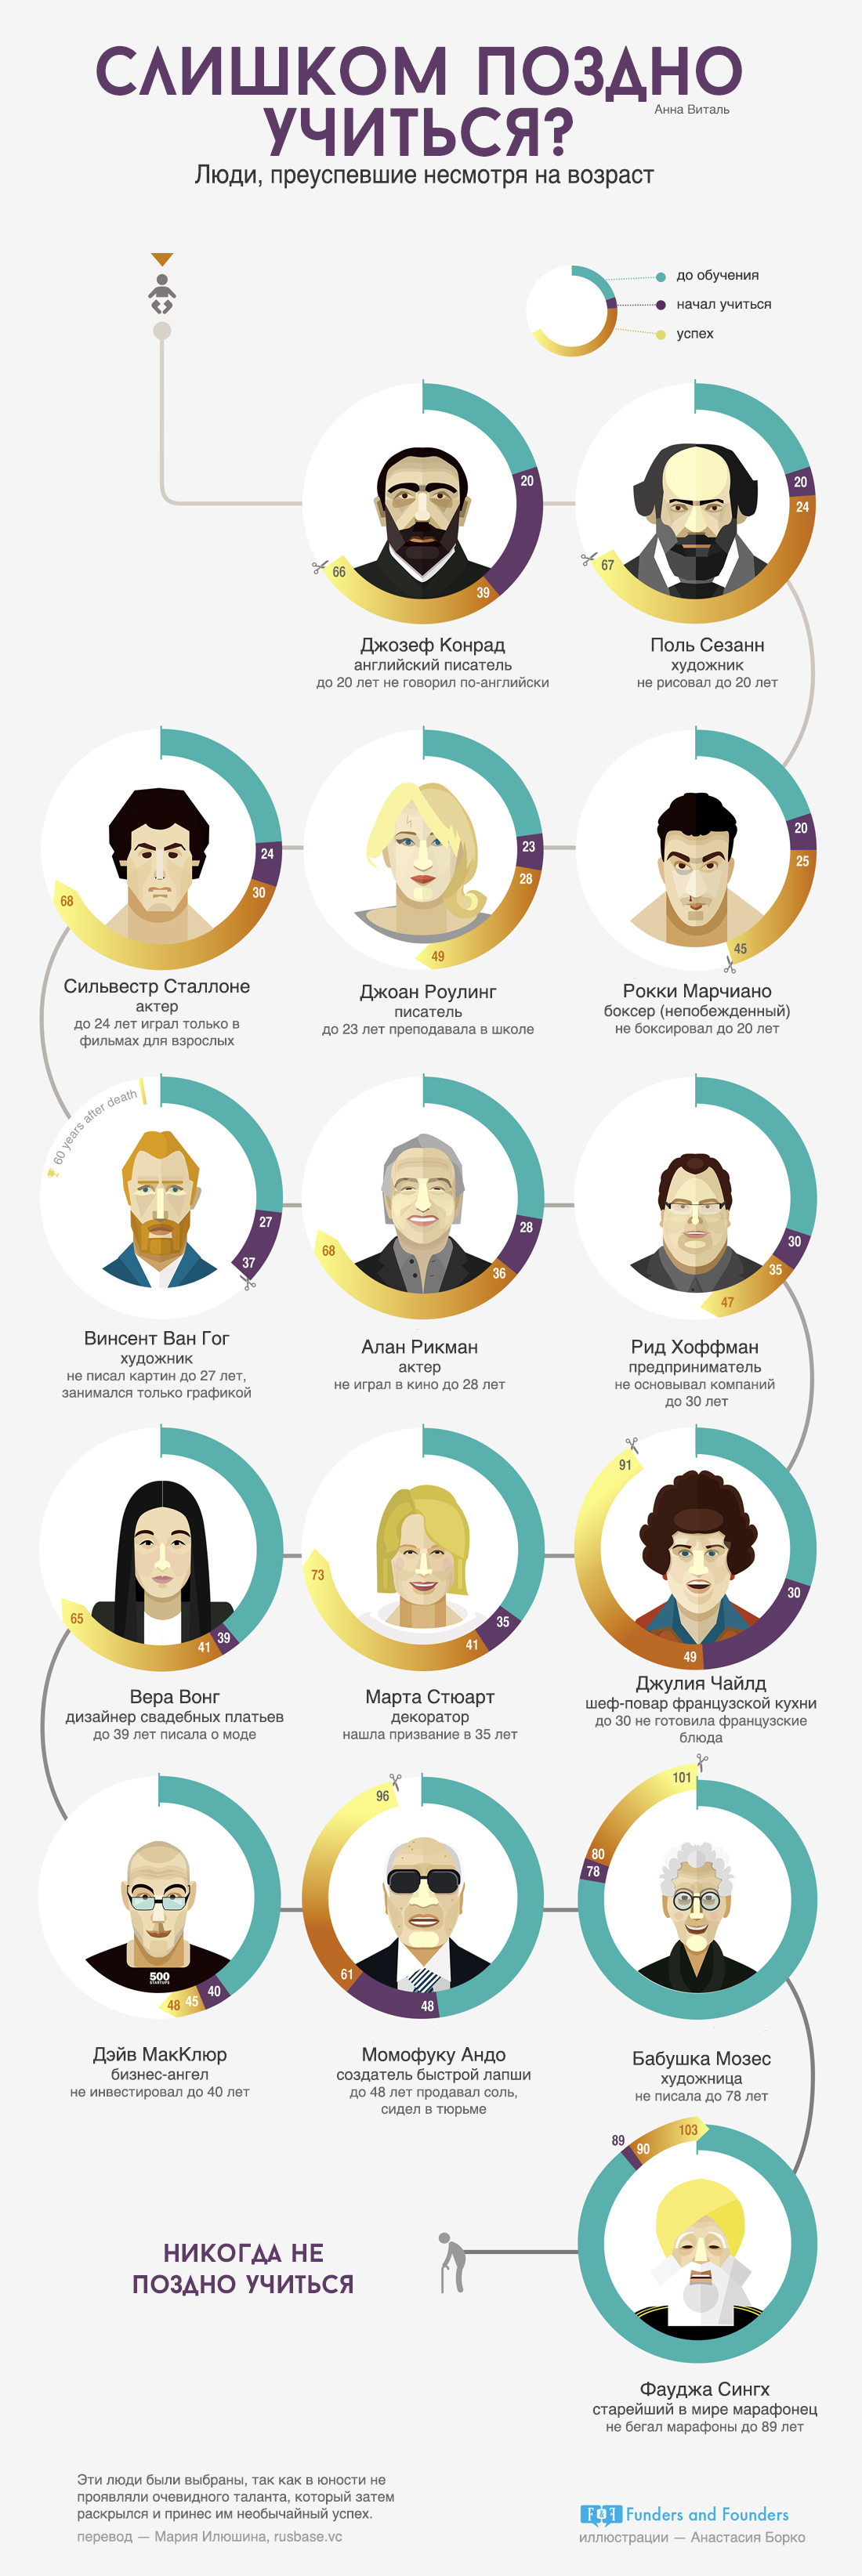 СЛИШКОМ ПОЗДНО
УЧИТЬСЯ?
Анна Виталь
Люди, преуспевшие несмотря на возраст
до обучения
начал учиться
успех
20
39
66
Джозеф Конрад
английский писатель
до 20 лет не говорил по-английски
20
24
67
Поль Сезанн
художник
не рисовал до 20 лет
24
30
68
Сильвестр Сталлоне
актер
до 24 лет играл только в
фильмах для взрослых
23
28
49
Джоан Роулинг
писатель
до 23 лет преподавала в школе
20
25
45
Рокки Марчиано
боксер (непобежденный)
не боксировал до 20 лет
60 years after death
27
37
Винсент Ван Гог
художник
не писал картин до 27 лет,
занимался только графикой
28
36
68
Алан Рикман
актер
не играл в кино до 28 лет
30
35
47
Рид Хоффман
предприниматель
не основывал компаний
до 30 лет
39
41
65
Вера Вонг
дизайнер свадебных платьев
до 39 лет писала о моде
35
41
73
Марта Стюарт
декоратор
нашла призвание в 35 лет
30
49
91
Джулия Чайлд
шеф-повар французской кухни
до 30 не готовила французские
блюда
500
STARTUPS
40
45
48
Дэйв МакКлюр
бизнес-ангел
не инвестировал до 40 лет
48
61
96
Момофуку Андо
создатель быстрой лапши
до 48 лет продавал соль,
сидел в тюрьме
78
80
101
Бабушка Мозес
художница
не писала до 78 лет
89
90
103
Фауджа Сингх
старейший в мире марафонец
не бегал марафоны до 89 лет
НИКОГДА НЕ
ПОЗДНО УЧИТЬСЯ
Эти люди были выбраны, так как в юности не
проявляли очевидного таланта, который затем
раскрылся и принес им необычайный успех.
перевод — Мария Илюшина, rusbase.vc
F&F Funders and Founders
иллюстрации — Анастасия Борко